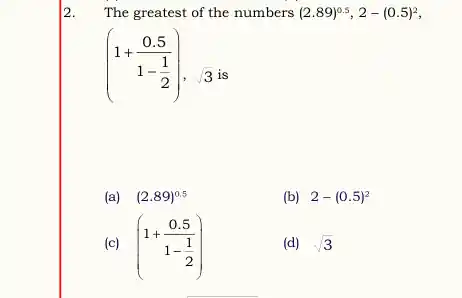 2. The greatest of the numbers (2.89)⁰·⁵, 2 – (0.5)²,
(1 + 0.5/(1 – 1/2)), √3 is
(a) (2.89)⁰·⁵ (b) 2 – (0.5)²
(c) (1 + 0.5/(1 – 1/2)) (d) √3